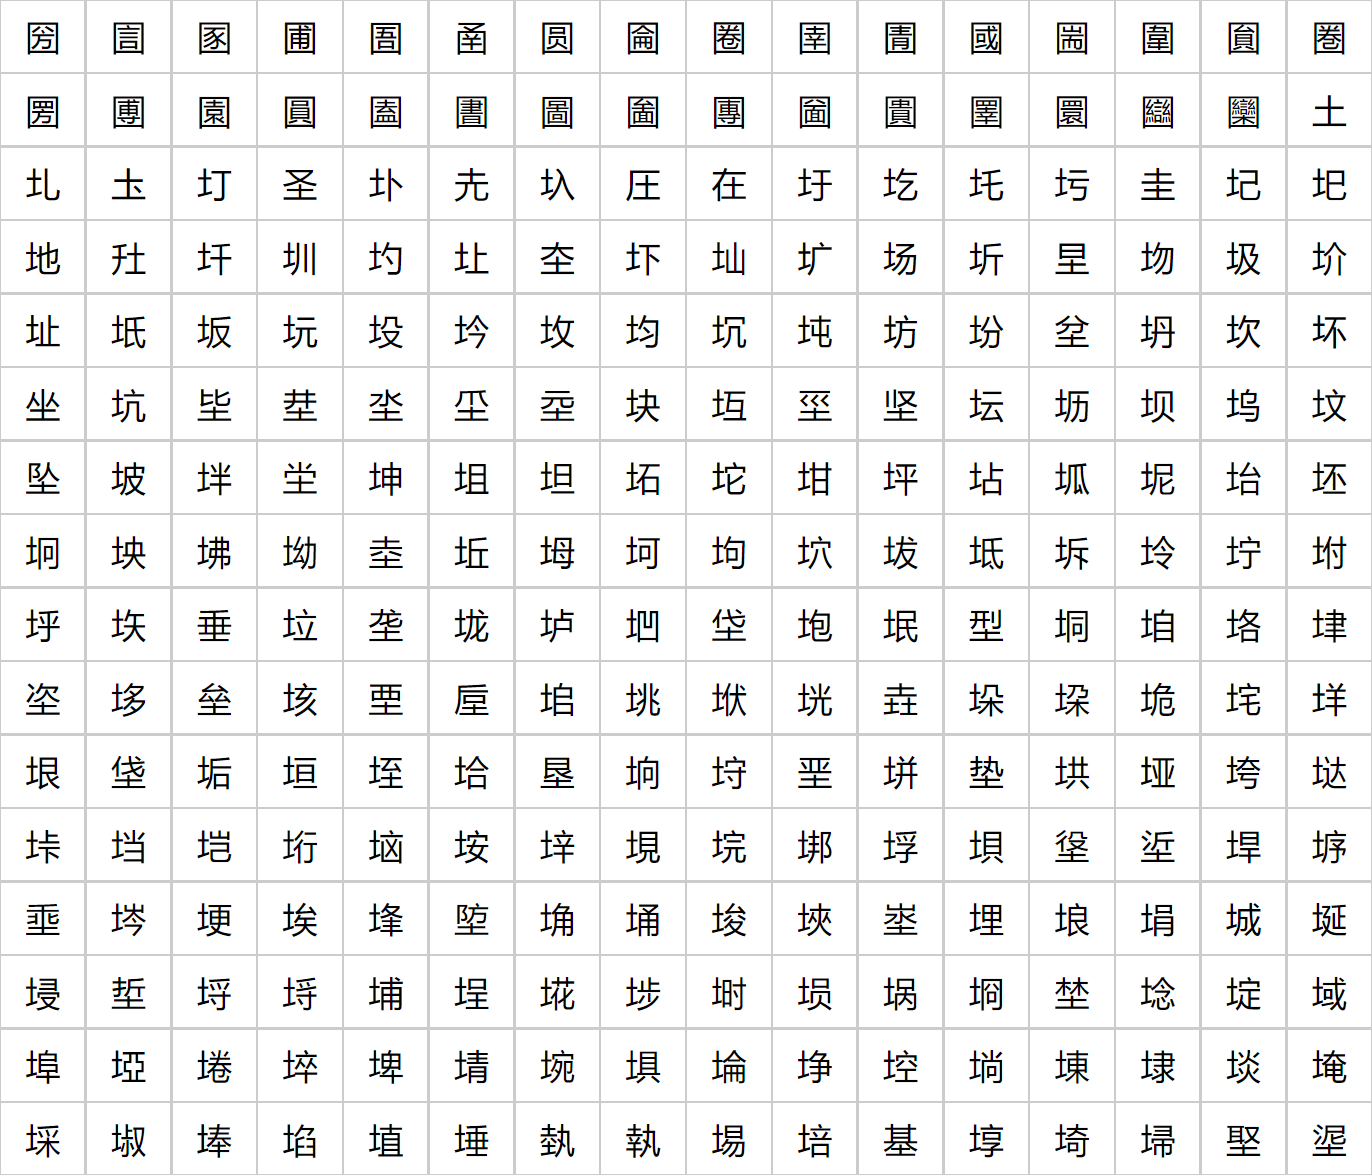 圀圁圂圃圄圅圆圇圈圉圊國圌圍圎圏
圐圑園圓圔圕圖圗團圙圚圛圜圝圞土
圠圡圢圣圤圥圦圧在圩圪圫圬圭圮圯
地圱圲圳圴圵圶圷圸圹场圻圼圽圾圿
址坁坂坃坄坅坆均坈坉坊坋坌坍坎坏
坐坑坒坓坔坕坖块坘坙坚坛坜坝坞坟
坠坡坢坣坤坥坦坧坨坩坪坫坬坭坮坯
坰坱坲坳坴坵坶坷坸坹坺坻坼坽坾坿
垀垁垂垃垄垅垆垇垈垉垊型垌垍垎垏
垐垑垒垓垔垕垖垗垘垙垚垛垜垝垞垟
垠垡垢垣垤垥垦垧垨垩垪垫垬垭垮垯
垰垱垲垳垴垵垶垷垸垹垺垻垼垽垾垿
埀埁埂埃埄埅埆埇埈埉埊埋埌埍城埏
埐埑埒埓埔埕埖埗埘埙埚埛埜埝埞域
埠埡埢埣埤埥埦埧埨埩埪埫埬埭埮埯
埰埱埲埳埴埵埶執埸培基埻埼埽埾埿